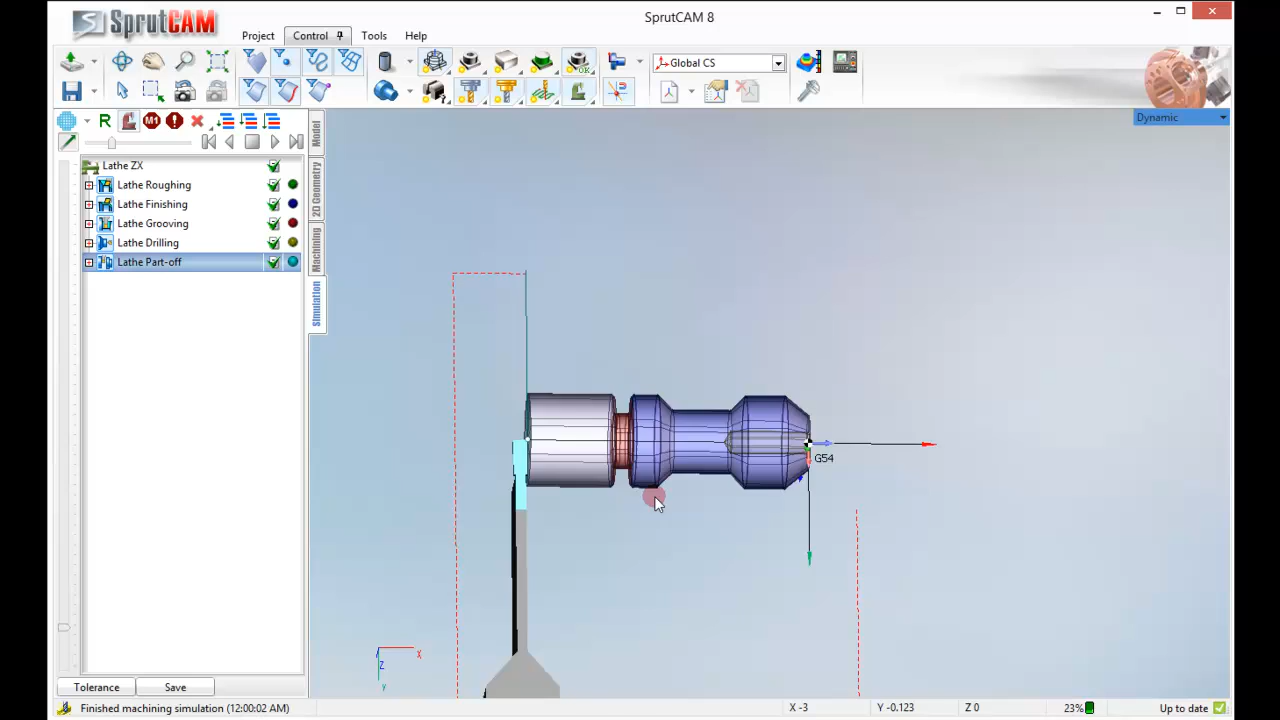 SprutCAM 8
SprutCAM
Project Control Tools Help
Global CS
Dynamic
R M1
Lathe ZX
Lathe Roughing
Lathe Finishing
Lathe Grooving
Lathe Drilling
Lathe Part-off
Model
2D Geometry
Machining
Simulation
G54
Z X
Y
Tolerance Save
Finished machining simulation (12:00:02 AM) X -3 Y -0.123 Z 0 23% Up to date